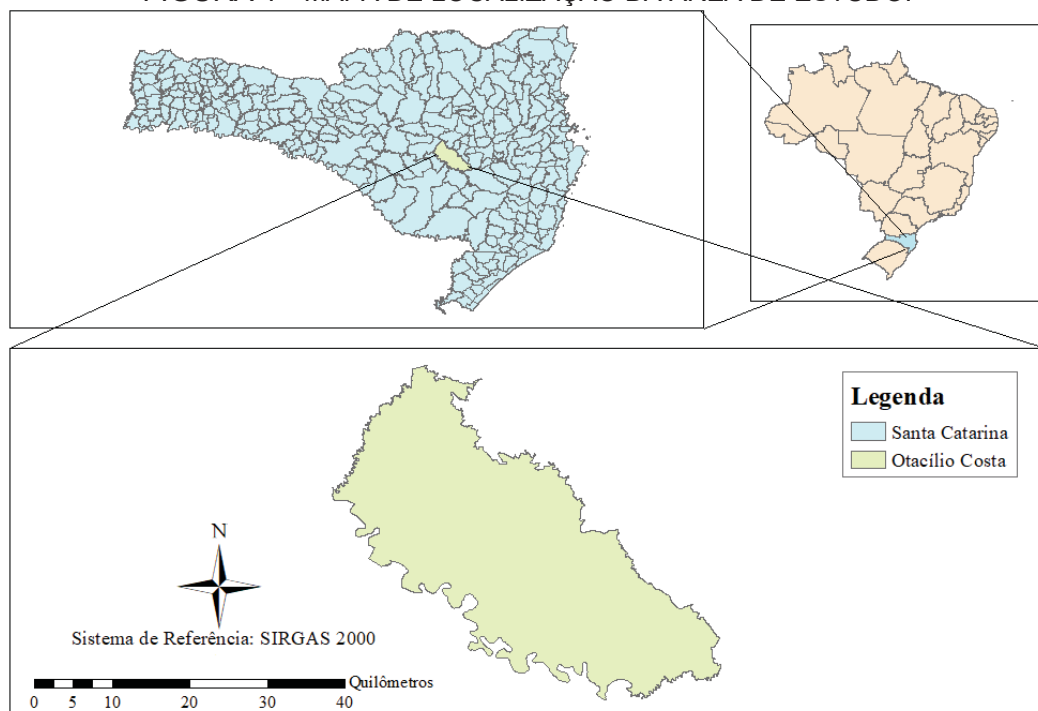 Legenda
Santa Catarina
Otacílio Costa
N
Sistema de Referência: SIRGAS 2000
Quilômetros
0 5 10 20 30 40